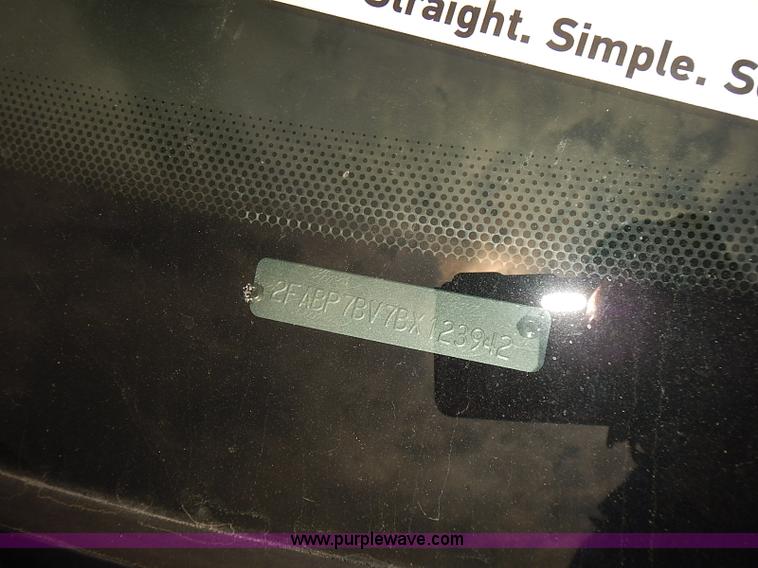 Straight. Simple.
2FABP7BV7BX123942
www.purplewave.com